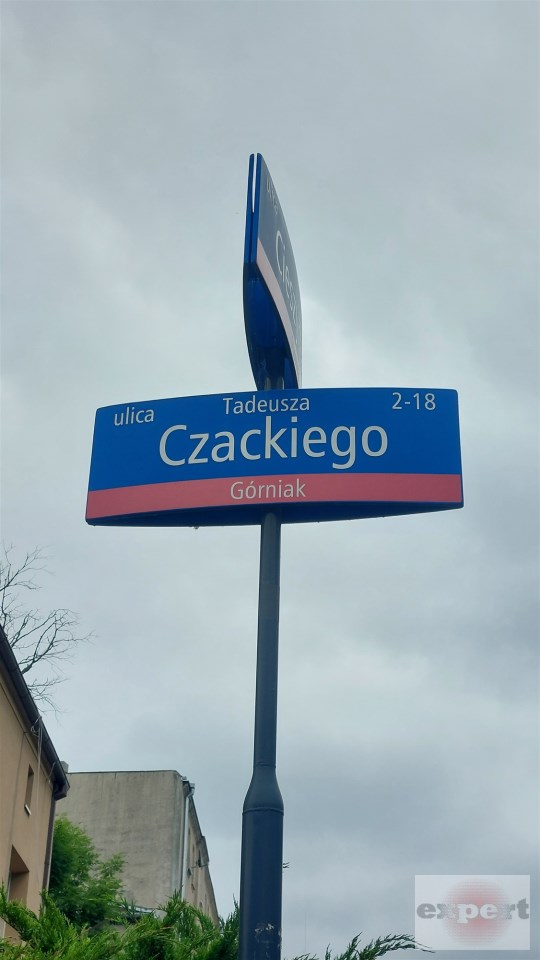 ulica Tadeusza 2-18
Czackiego
Górniak
expert